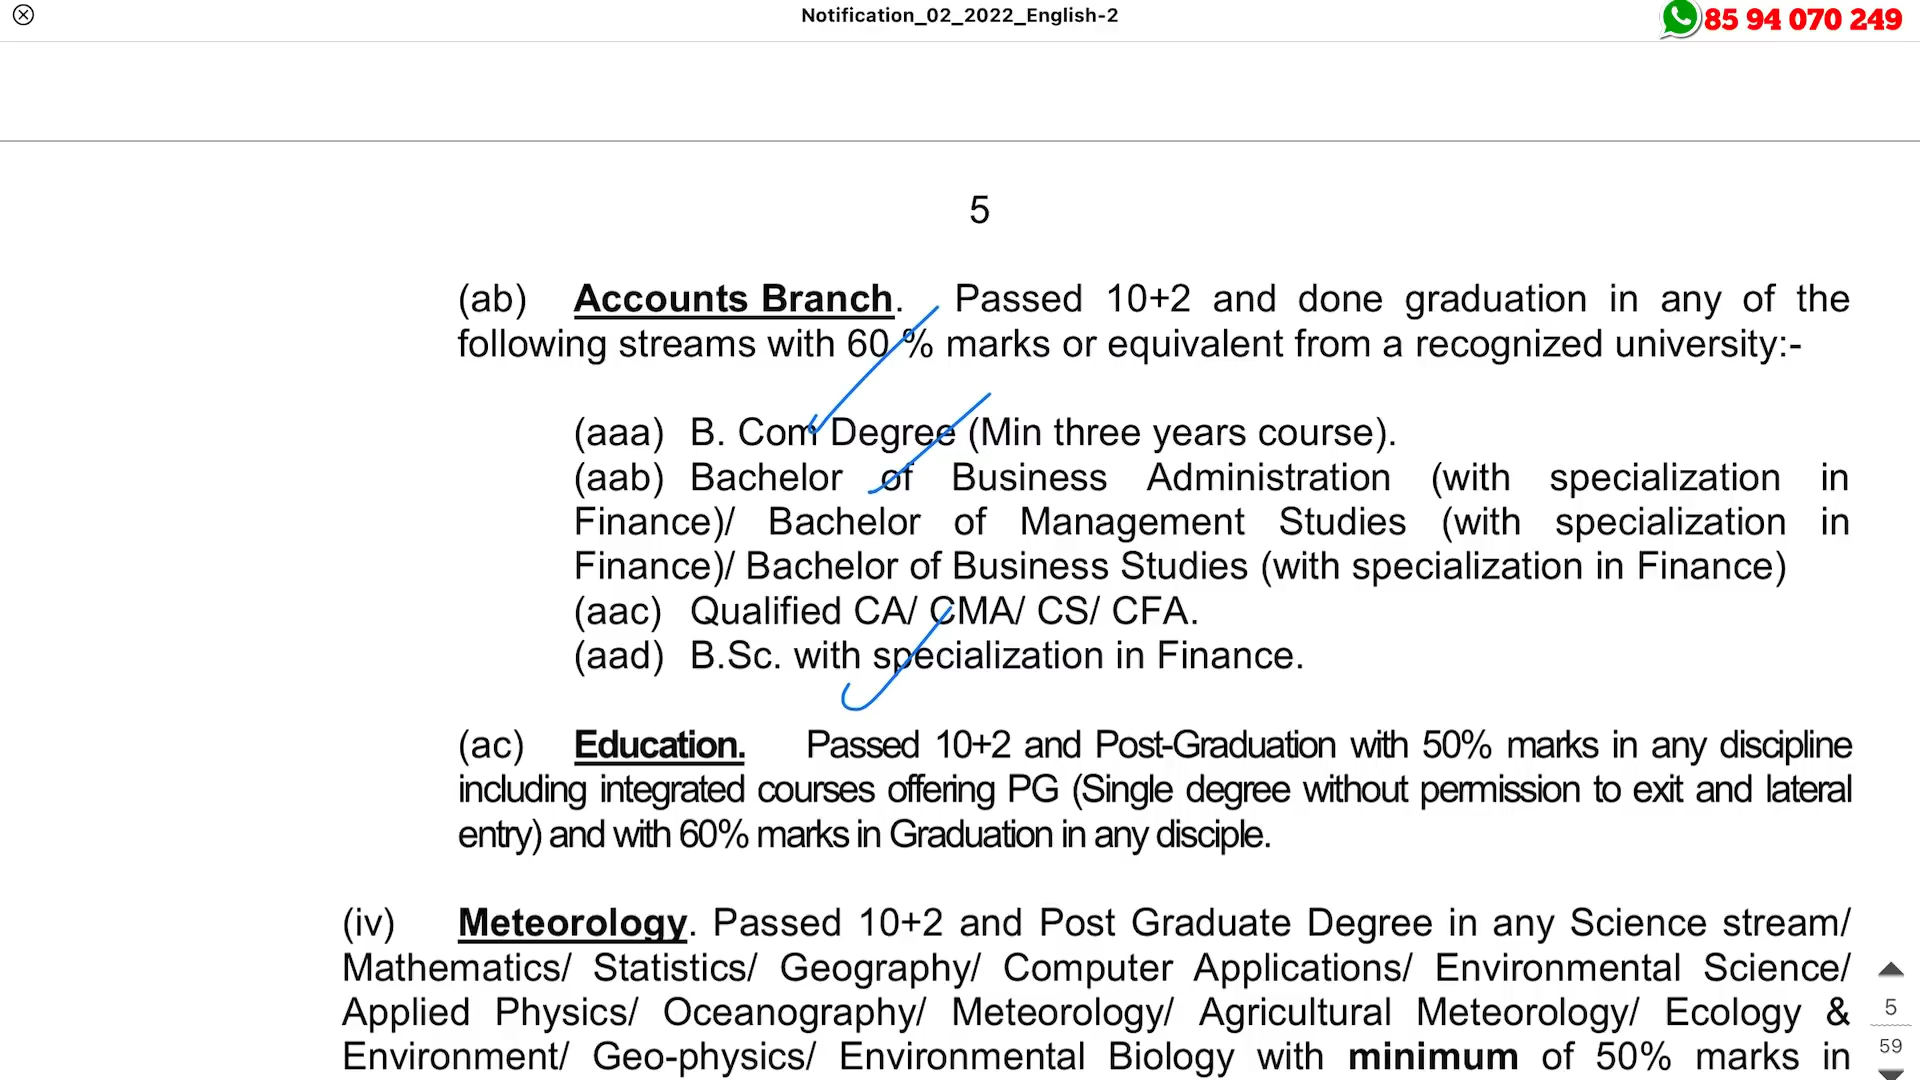 Notification_02_2022_English-2
85 94 070 249
5
(ab) Accounts Branch. Passed 10+2 and done graduation in any of the
following streams with 60 % marks or equivalent from a recognized university:-
(aaa) B. Com Degree (Min three years course).
(aab) Bachelor of Business Administration (with specialization in
Finance)/ Bachelor of Management Studies (with specialization in
Finance)/ Bachelor of Business Studies (with specialization in Finance)
(aac) Qualified CA/ CMA/ CS/ CFA.
(aad) B.Sc. with specialization in Finance.
(ac) Education. Passed 10+2 and Post-Graduation with 50% marks in any discipline
including integrated courses offering PG (Single degree without permission to exit and lateral
entry) and with 60% marks in Graduation in any disciple.
(iv) Meteorology. Passed 10+2 and Post Graduate Degree in any Science stream/
Mathematics/ Statistics/ Geography/ Computer Applications/ Environmental Science/
Applied Physics/ Oceanography/ Meteorology/ Agricultural Meteorology/ Ecology &
Environment/ Geo-physics/ Environmental Biology with minimum of 50% marks in
5
59